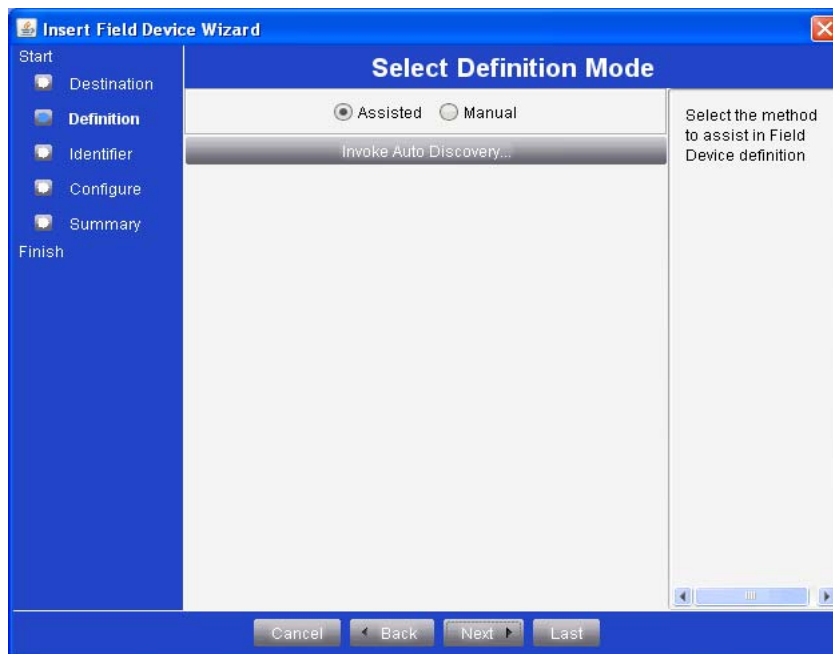 Insert Field Device Wizard
Start
Destination
Definition
Identifier
Configure
Summary
Finish
Select Definition Mode
Assisted Manual
Invoke Auto Discovery...
Select the method
to assist in Field
Device definition
Cancel Back Next Last